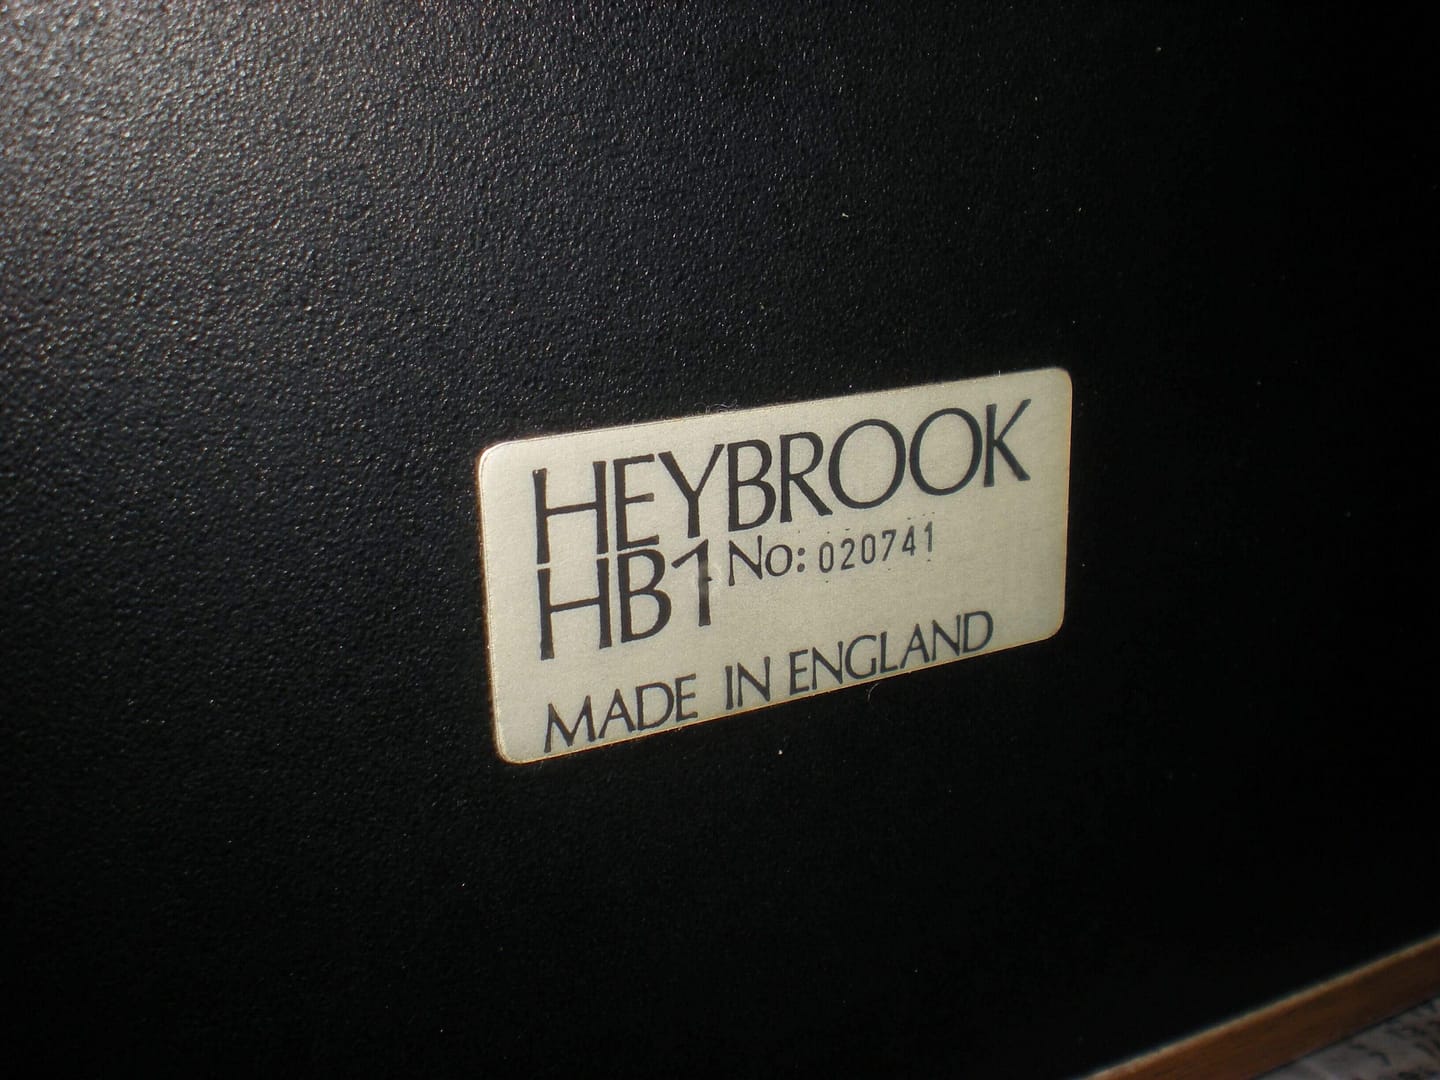 HEYBROOK
HB1 No: 020741
MADE IN ENGLAND